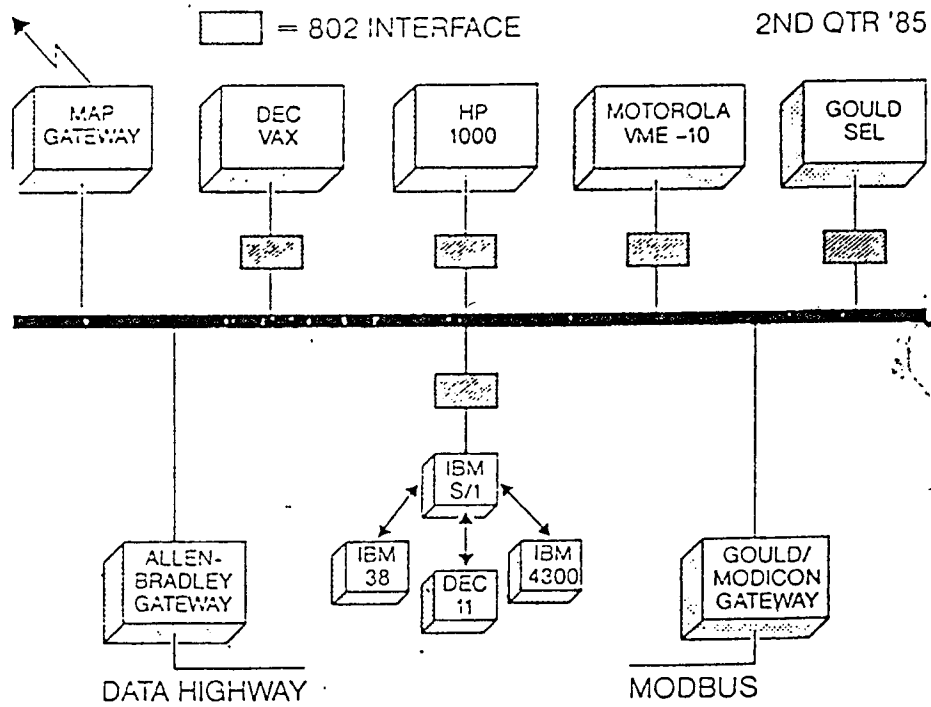 = 802 INTERFACE
2ND QTR '85
MAP
GATEWAY
DEC
VAX
HP
1000
MOTOROLA
VME -10
GOULD
SEL
IBM
S/1
ALLEN-
BRADLEY
GATEWAY
IBM
38
DEC
11
IBM
4300
GOULD/
MODICON
GATEWAY
DATA HIGHWAY
MODBUS